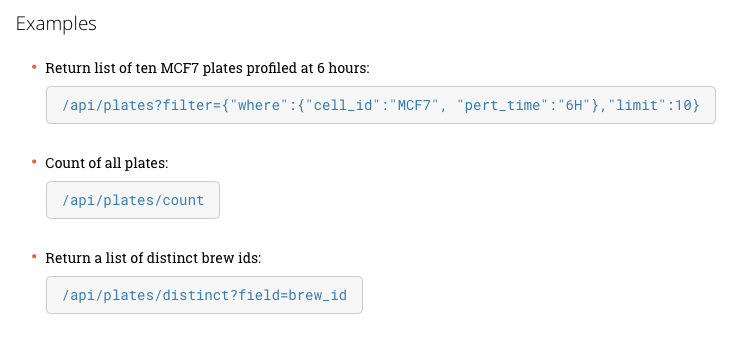 Examples
• Return list of ten MCF7 plates profiled at 6 hours:
/api/plates?filter={"where":{"cell_id":"MCF7", "pert_time":"6H"},"limit":10}
• Count of all plates:
/api/plates/count
• Return a list of distinct brew ids:
/api/plates/distinct?field=brew_id